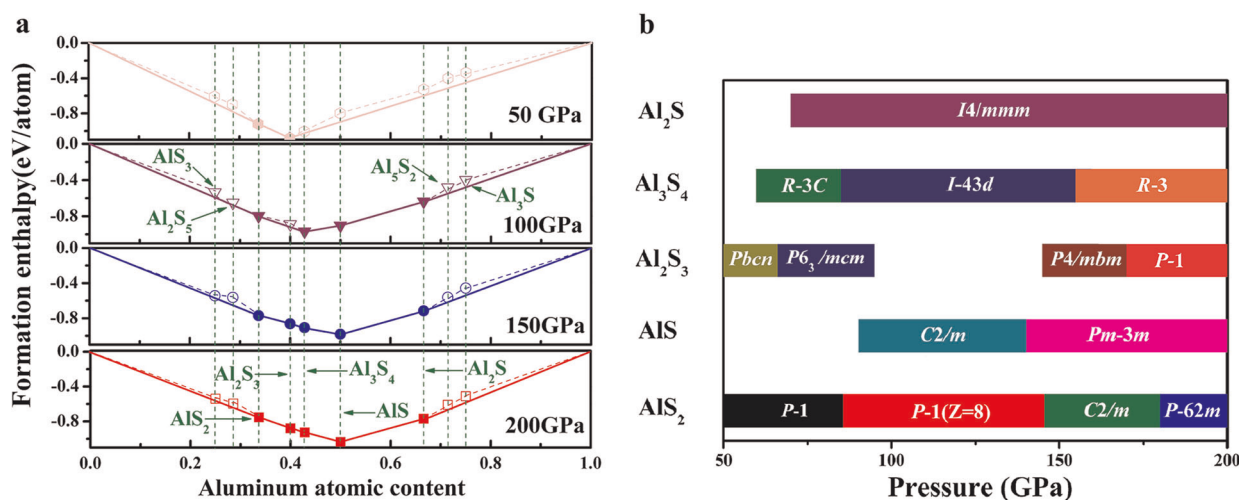 a
Formation enthalpy(eV/atom)
0.0
-0.4
-0.8
50 GPa
0.0
-0.4
-0.8
AlS₃
Al₂S₅
Al₅S₂
Al₃S
100GPa
0.0
-0.4
-0.8
150GPa
0.0
-0.4
-0.8
Al₂S₃
Al₃S₄
Al₂S
AlS₂
AlS
200GPa
0.0 0.2 0.4 0.6 0.8 1.0
Aluminum atomic content
b
Al₂S
I4/mmm
Al₃S₄
R-3C I-43d R-3
Al₂S₃
Pbcn P6₃/mcm P4/mbm P-1
AlS
C2/m Pm-3m
AlS₂
P-1 P-1(Z=8) C2/m P-62m
50 100 150 200
Pressure (GPa)